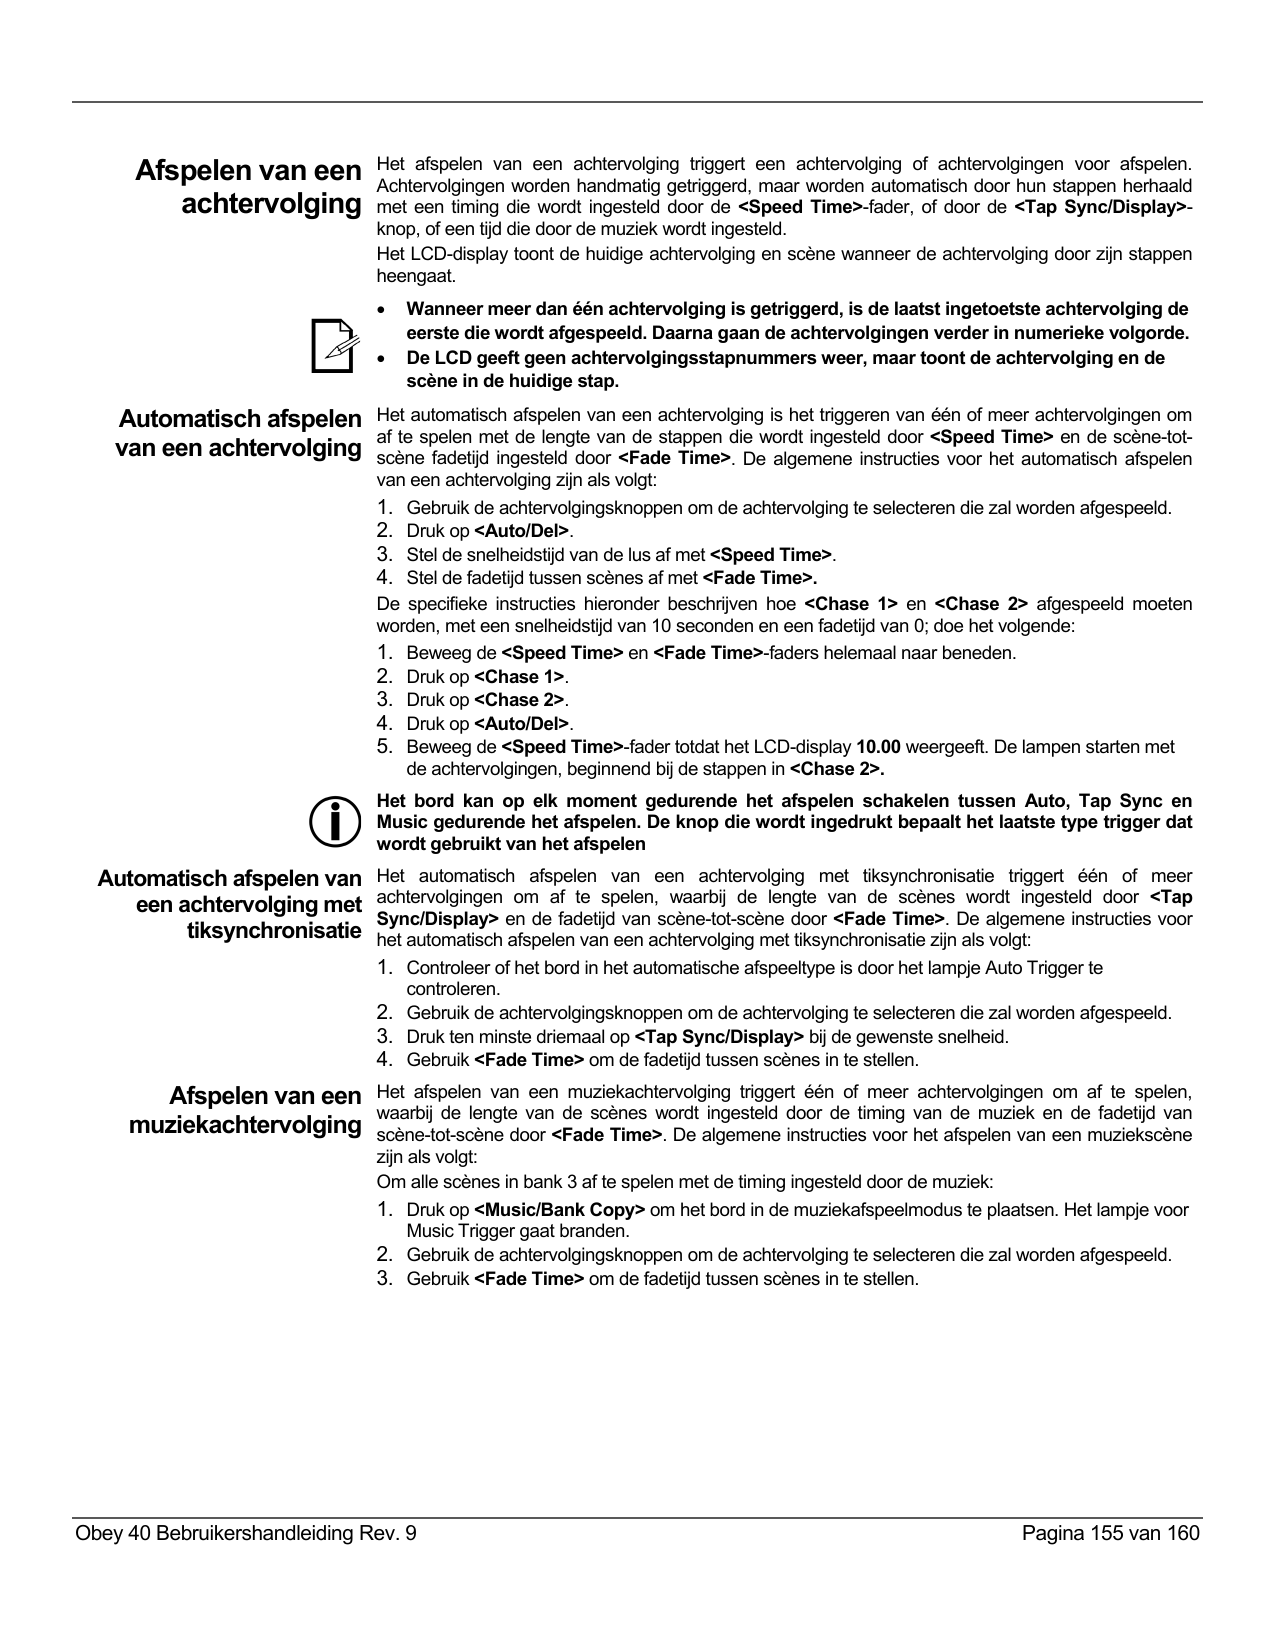 Afspelen van een
achtervolging
Het afspelen van een achtervolging triggert een achtervolging of achtervolgingen voor afspelen.
Achtervolgingen worden handmatig getriggerd, maar worden automatisch door hun stappen herhaald
met een timing die wordt ingesteld door de <Speed Time>-fader, of door de <Tap Sync/Display>-
knop, of een tijd die door de muziek wordt ingesteld.
Het LCD-display toont de huidige achtervolging en scène wanneer de achtervolging door zijn stappen
heengaat.
• Wanneer meer dan één achtervolging is getriggerd, is de laatst ingetoetste achtervolging de
eerste die wordt afgespeeld. Daarna gaan de achtervolgingen verder in numerieke volgorde.
• De LCD geeft geen achtervolgingsstapnummers weer, maar toont de achtervolging en de
scène in de huidige stap.
Automatisch afspelen
van een achtervolging
Het automatisch afspelen van een achtervolging is het triggeren van één of meer achtervolgingen om
af te spelen met de lengte van de stappen die wordt ingesteld door <Speed Time> en de scène-tot-
scène fadetijd ingesteld door <Fade Time>. De algemene instructies voor het automatisch afspelen
van een achtervolging zijn als volgt:
1. Gebruik de achtervolgingsknoppen om de achtervolging te selecteren die zal worden afgespeeld.
2. Druk op <Auto/Del>.
3. Stel de snelheidstijd van de lus af met <Speed Time>.
4. Stel de fadetijd tussen scènes af met <Fade Time>.
De specifieke instructies hieronder beschrijven hoe <Chase 1> en <Chase 2> afgespeeld moeten
worden, met een snelheidstijd van 10 seconden en een fadetijd van 0; doe het volgende:
1. Beweeg de <Speed Time> en <Fade Time>-faders helemaal naar beneden.
2. Druk op <Chase 1>.
3. Druk op <Chase 2>.
4. Druk op <Auto/Del>.
5. Beweeg de <Speed Time>-fader totdat het LCD-display 10.00 weergeeft. De lampen starten met
de achtervolgingen, beginnend bij de stappen in <Chase 2>.
Het bord kan op elk moment gedurende het afspelen schakelen tussen Auto, Tap Sync en
Music gedurende het afspelen. De knop die wordt ingedrukt bepaalt het laatste type trigger dat
wordt gebruikt van het afspelen
Automatisch afspelen van
een achtervolging met
tiksynchronisatie
Het automatisch afspelen van een achtervolging met tiksynchronisatie triggert één of meer
achtervolgingen om af te spelen, waarbij de lengte van de scènes wordt ingesteld door <Tap
Sync/Display> en de fadetijd van scène-tot-scène door <Fade Time>. De algemene instructies voor
het automatisch afspelen van een achtervolging met tiksynchronisatie zijn als volgt:
1. Controleer of het bord in het automatische afspeeltype is door het lampje Auto Trigger te
controleren.
2. Gebruik de achtervolgingsknoppen om de achtervolging te selecteren die zal worden afgespeeld.
3. Druk ten minste driemaal op <Tap Sync/Display> bij de gewenste snelheid.
4. Gebruik <Fade Time> om de fadetijd tussen scènes in te stellen.
Afspelen van een
muziekachtervolging
Het afspelen van een muziekachtervolging triggert één of meer achtervolgingen om af te spelen,
waarbij de lengte van de scènes wordt ingesteld door de timing van de muziek en de fadetijd van
scène-tot-scène door <Fade Time>. De algemene instructies voor het afspelen van een muziekscène
zijn als volgt:
Om alle scènes in bank 3 af te spelen met de timing ingesteld door de muziek:
1. Druk op <Music/Bank Copy> om het bord in de muziekafspeelmodus te plaatsen. Het lampje voor
Music Trigger gaat branden.
2. Gebruik de achtervolgingsknoppen om de achtervolging te selecteren die zal worden afgespeeld.
3. Gebruik <Fade Time> om de fadetijd tussen scènes in te stellen.
Obey 40 Bebruikershandleiding Rev. 9
Pagina 155 van 160